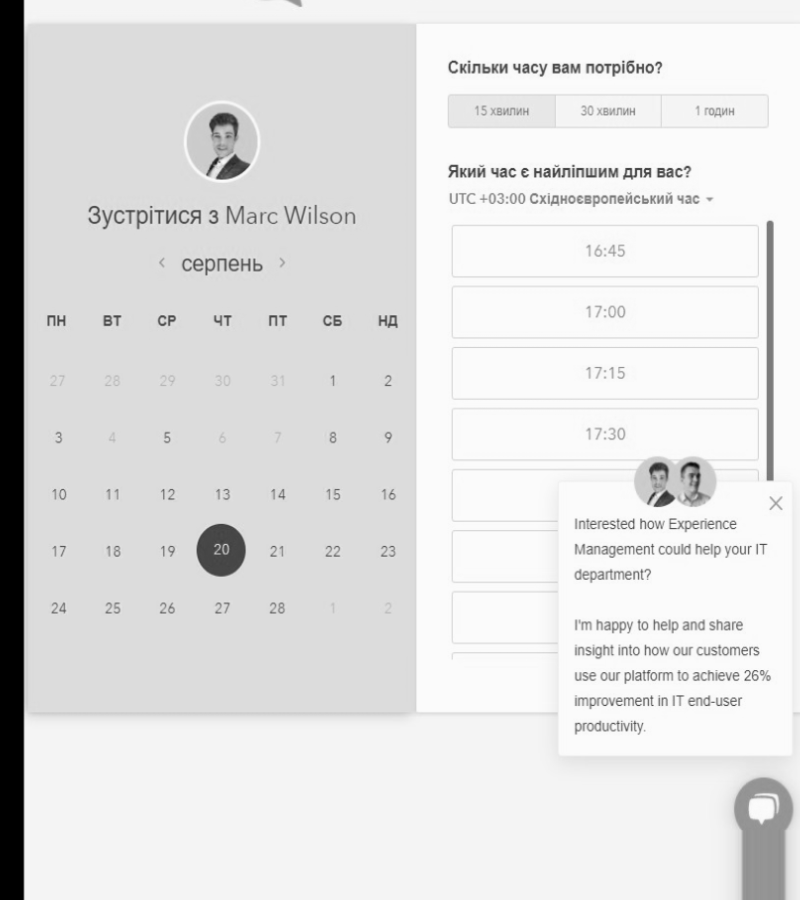 Зустрітися з Marc Wilson
‹ серпень ›
ПН ВТ СР ЧТ ПТ СБ НД
27 28 29 30 31 1 2
3 4 5 6 7 8 9
10 11 12 13 14 15 16
17 18 19 20 21 22 23
24 25 26 27 28 1 2
Скільки часу вам потрібно?
15 хвилин 30 хвилин 1 годин
Який час є найліпшим для вас?
UTC +03:00 Східноєвропейський час
16:45
17:00
17:15
17:30
Interested how Experience
Management could help your IT
department?
I'm happy to help and share
insight into how our customers
use our platform to achieve 26%
improvement in IT end-user
productivity.